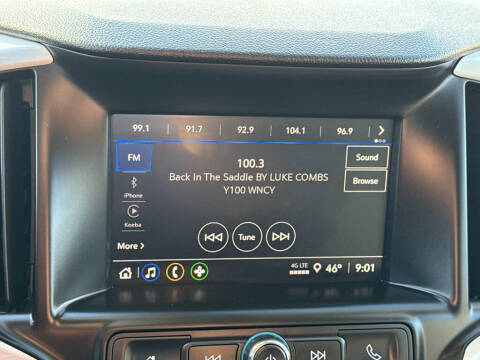 99.1 91.7 92.9 104.1 96.9
FM
100.3
Sound
Back In The Saddle BY LUKE COMBS
Y100 WNCY
Browse
iPhone
Keeba
Tune
More
4G LTE
46° 9:01